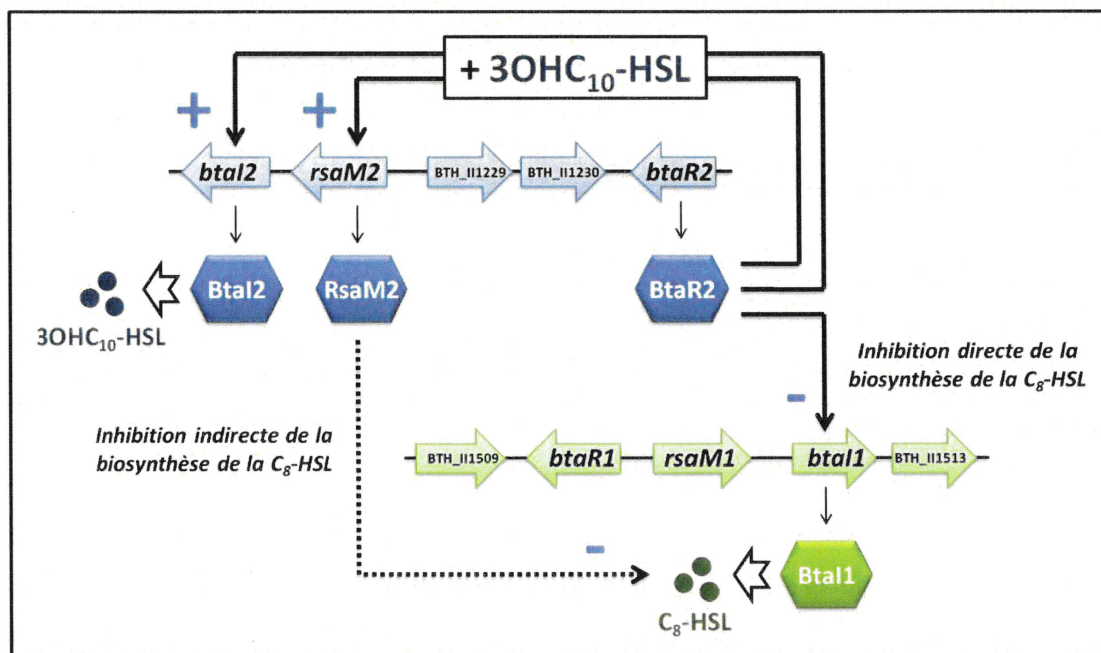 + 3OHC₁₀-HSL
+ +
btaI2 rsaM2 BTH_II1229 BTH_II1230 btaR2
BtaI2 RsaM2 BtaR2
3OHC₁₀-HSL
Inhibition directe de la
biosynthèse de la C₈-HSL
-
Inhibition indirecte de la
biosynthèse de la C₈-HSL
BTH_II1509 btaR1 rsaM1 btaI1 BTH_II1513
-
BtaI1
C₈-HSL